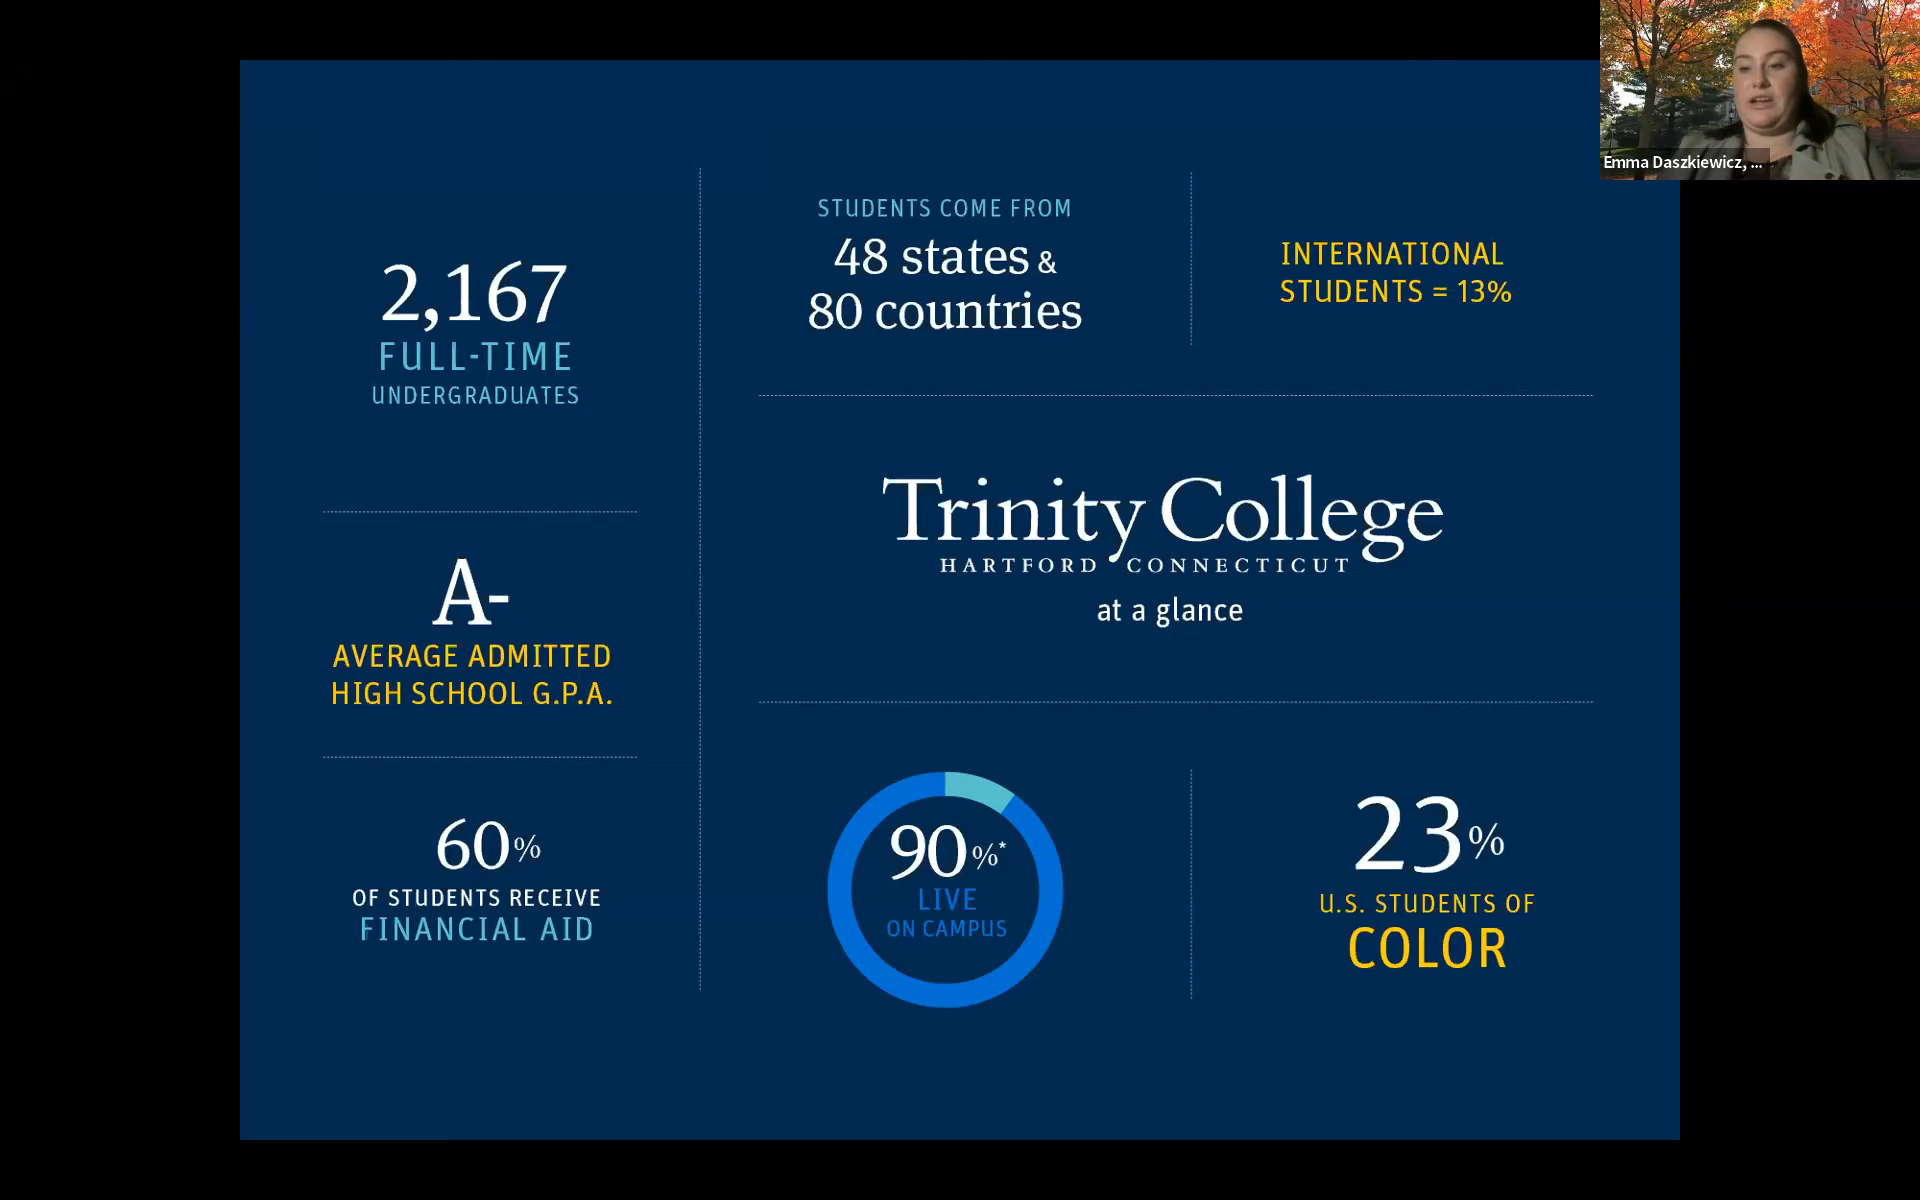 2,167
FULL-TIME
UNDERGRADUATES
A-
AVERAGE ADMITTED
HIGH SCHOOL G.P.A.
60%
OF STUDENTS RECEIVE
FINANCIAL AID
STUDENTS COME FROM
48 states &
80 countries
INTERNATIONAL
STUDENTS = 13%
Trinity College
HARTFORD CONNECTICUT
at a glance
90%*
LIVE
ON CAMPUS
23%
U.S. STUDENTS OF
COLOR
Emma Daszkiewicz, ...